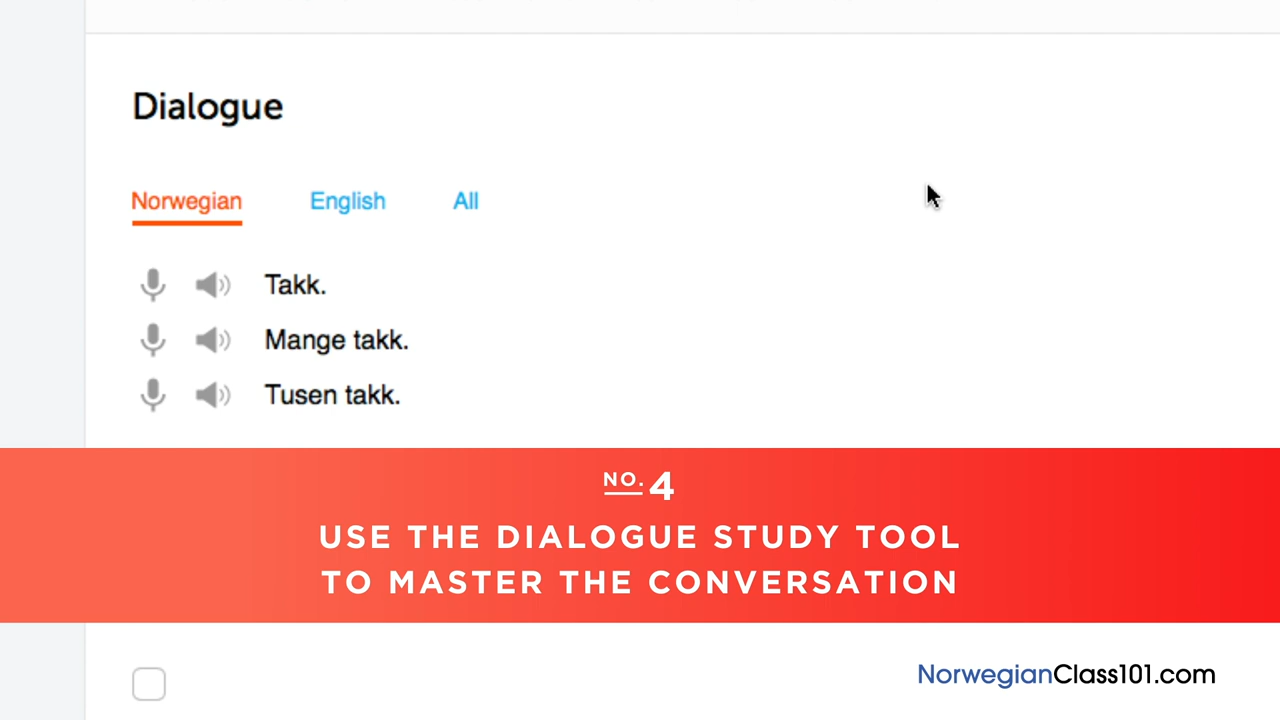 Dialogue
Norwegian English All
Takk.
Mange takk.
Tusen takk.
NO. 4
USE THE DIALOGUE STUDY TOOL
TO MASTER THE CONVERSATION
NorwegianClass101.com